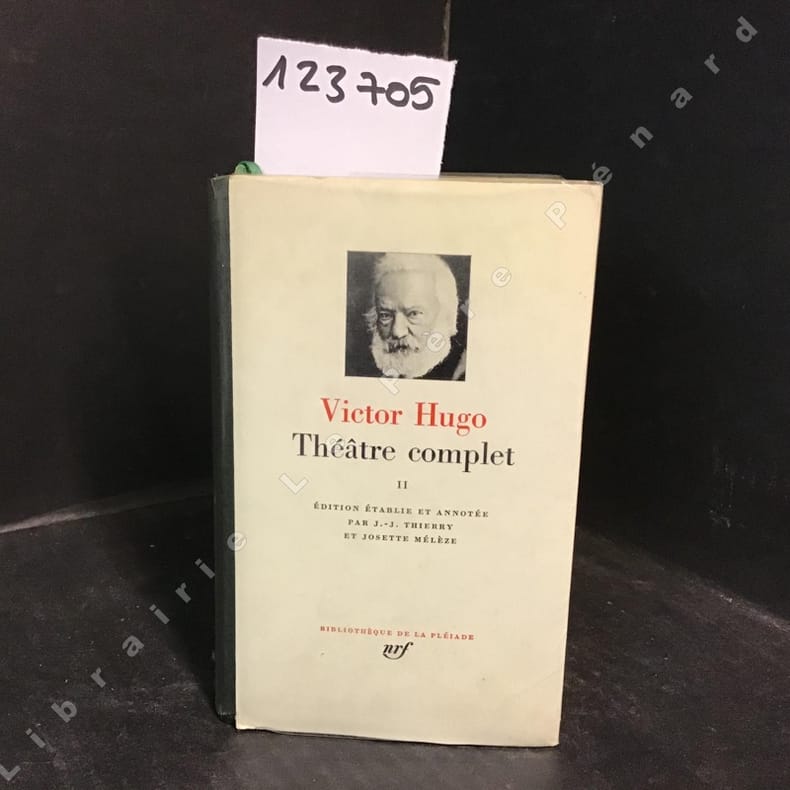 123705
Victor Hugo
Théâtre complet
II
ÉDITION ÉTABLIE ET ANNOTÉE
PAR J.-J. THIERRY
ET JOSETTE MÉLÈZE
BIBLIOTHÈQUE DE LA PLÉIADE
nrf
Librairie Le Père Pénard